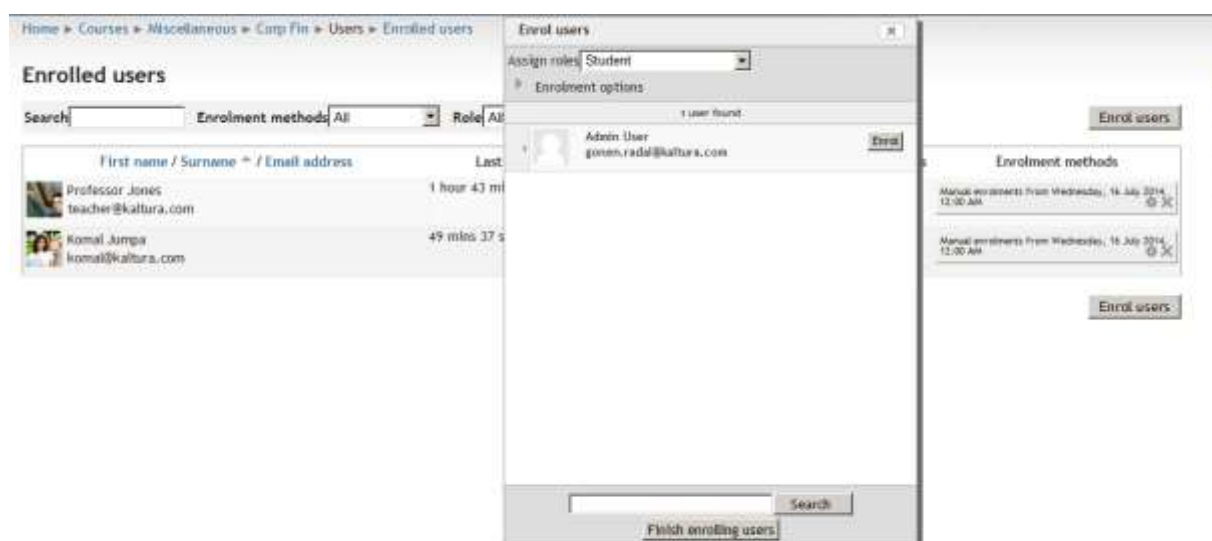 Home ► Courses ► Miscellaneous ► Corp Fin ► Users ► Enrolled users
Enrolled users
Search
Enrolment methods All
Role All
Enrol users
First name / Surname ^ / Email address
Last
s
Enrolment methods
Professor Jones
teacher@kaltura.com
1 hour 43 mi
Manual enrolments from Wednesday, 16 July 2014,
12:00 AM
Komal Jumpa
komal@kaltura.com
49 mins 37 s
Manual enrolments from Wednesday, 16 July 2014,
12:00 AM
Enrol users
Enrol users
Assign roles Student
Enrolment options
1 user found
1
Admin User
gonen.radai@kaltura.com
Enrol
Search
Finish enrolling users